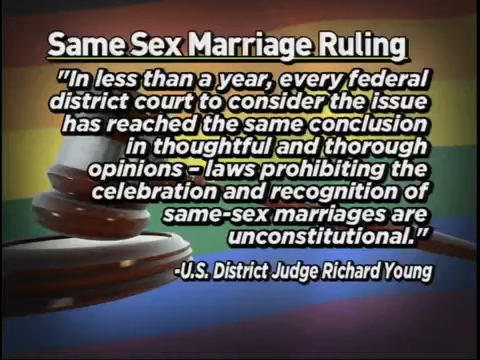 Same Sex Marriage Ruling
"In less than a year, every federal
district court to consider the issue
has reached the same conclusion
in thoughtful and thorough
opinions – laws prohibiting the
celebration and recognition of
same-sex marriages are
unconstitutional."
-U.S. District Judge Richard Young